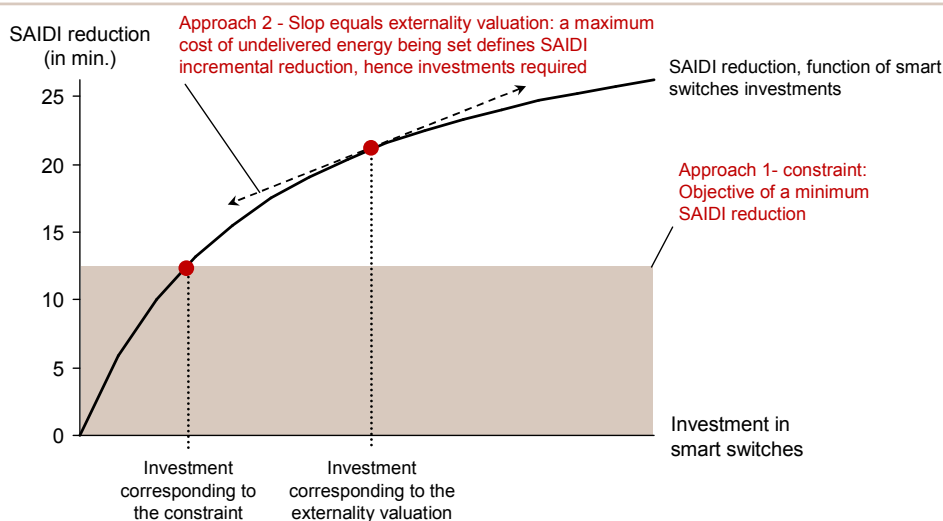 Approach 2 - Slop equals externality valuation: a maximum
cost of undelivered energy being set defines SAIDI
incremental reduction, hence investments required
SAIDI reduction
(in min.)
SAIDI reduction, function of smart
switches investments
25
20
Approach 1- constraint:
Objective of a minimum
SAIDI reduction
15
10
5
0
Investment in
smart switches
Investment
corresponding to
the constraint
Investment
corresponding to the
externality valuation